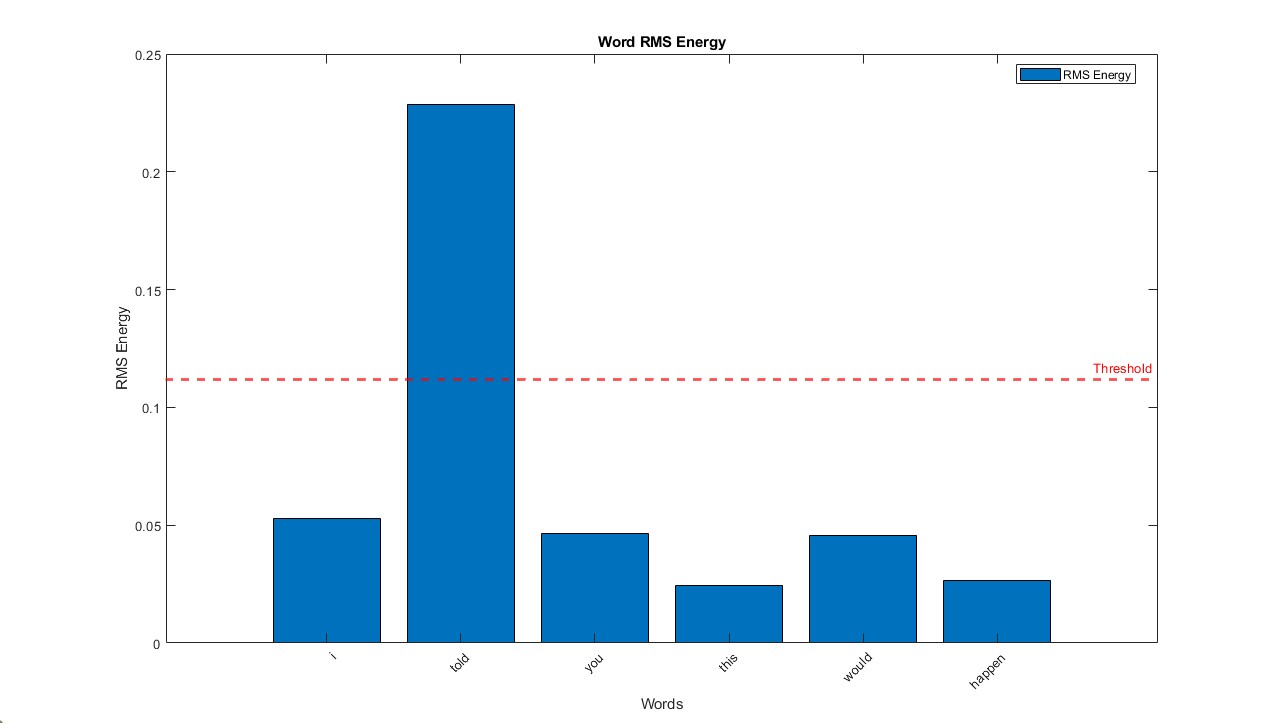 Word RMS Energy
RMS Energy
0.25
0.2
0.15
0.1
0.05
0
RMS Energy
Threshold
i
told
you
this
would
happen
Words